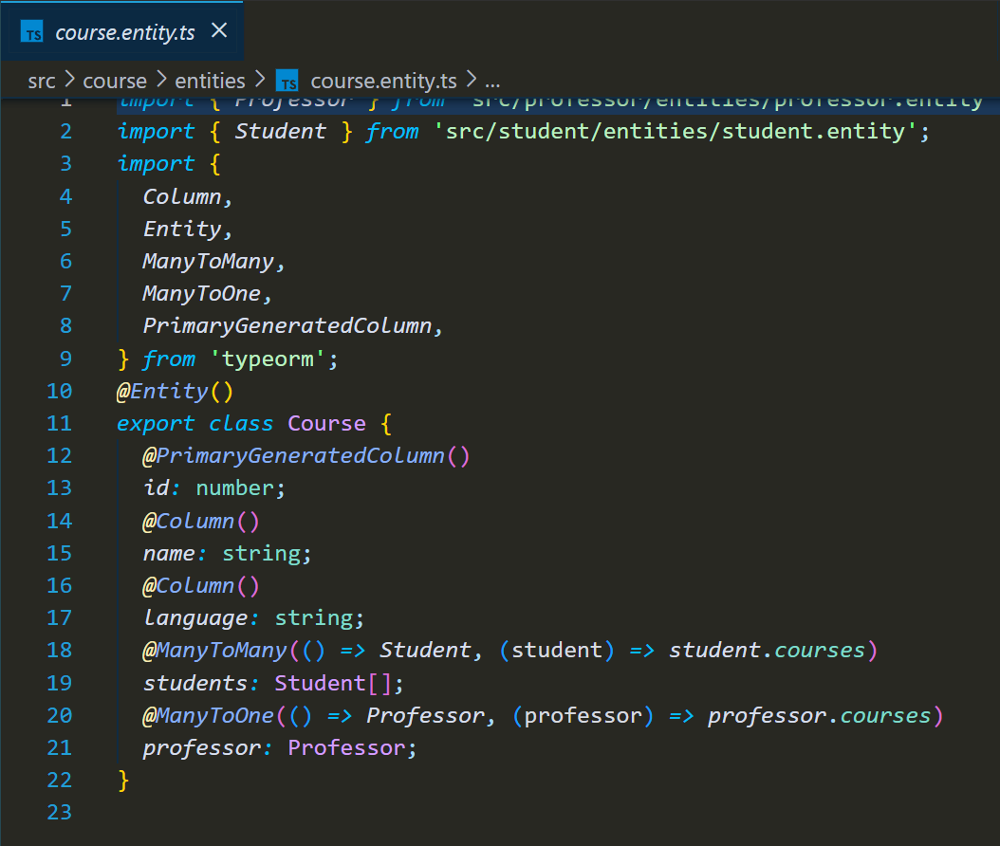 TS course.entity.ts ×
src > course > entities > TS course.entity.ts > ...
1 import { Professor } from 'src/professor/entities/professor.entity
2 import { Student } from 'src/student/entities/student.entity';
3 import {
4 Column,
5 Entity,
6 ManyToMany,
7 ManyToOne,
8 PrimaryGeneratedColumn,
9 } from 'typeorm';
10 @Entity()
11 export class Course {
12 @PrimaryGeneratedColumn()
13 id: number;
14 @Column()
15 name: string;
16 @Column()
17 language: string;
18 @ManyToMany(() => Student, (student) => student.courses)
19 students: Student[];
20 @ManyToOne(() => Professor, (professor) => professor.courses)
21 professor: Professor;
22 }
23